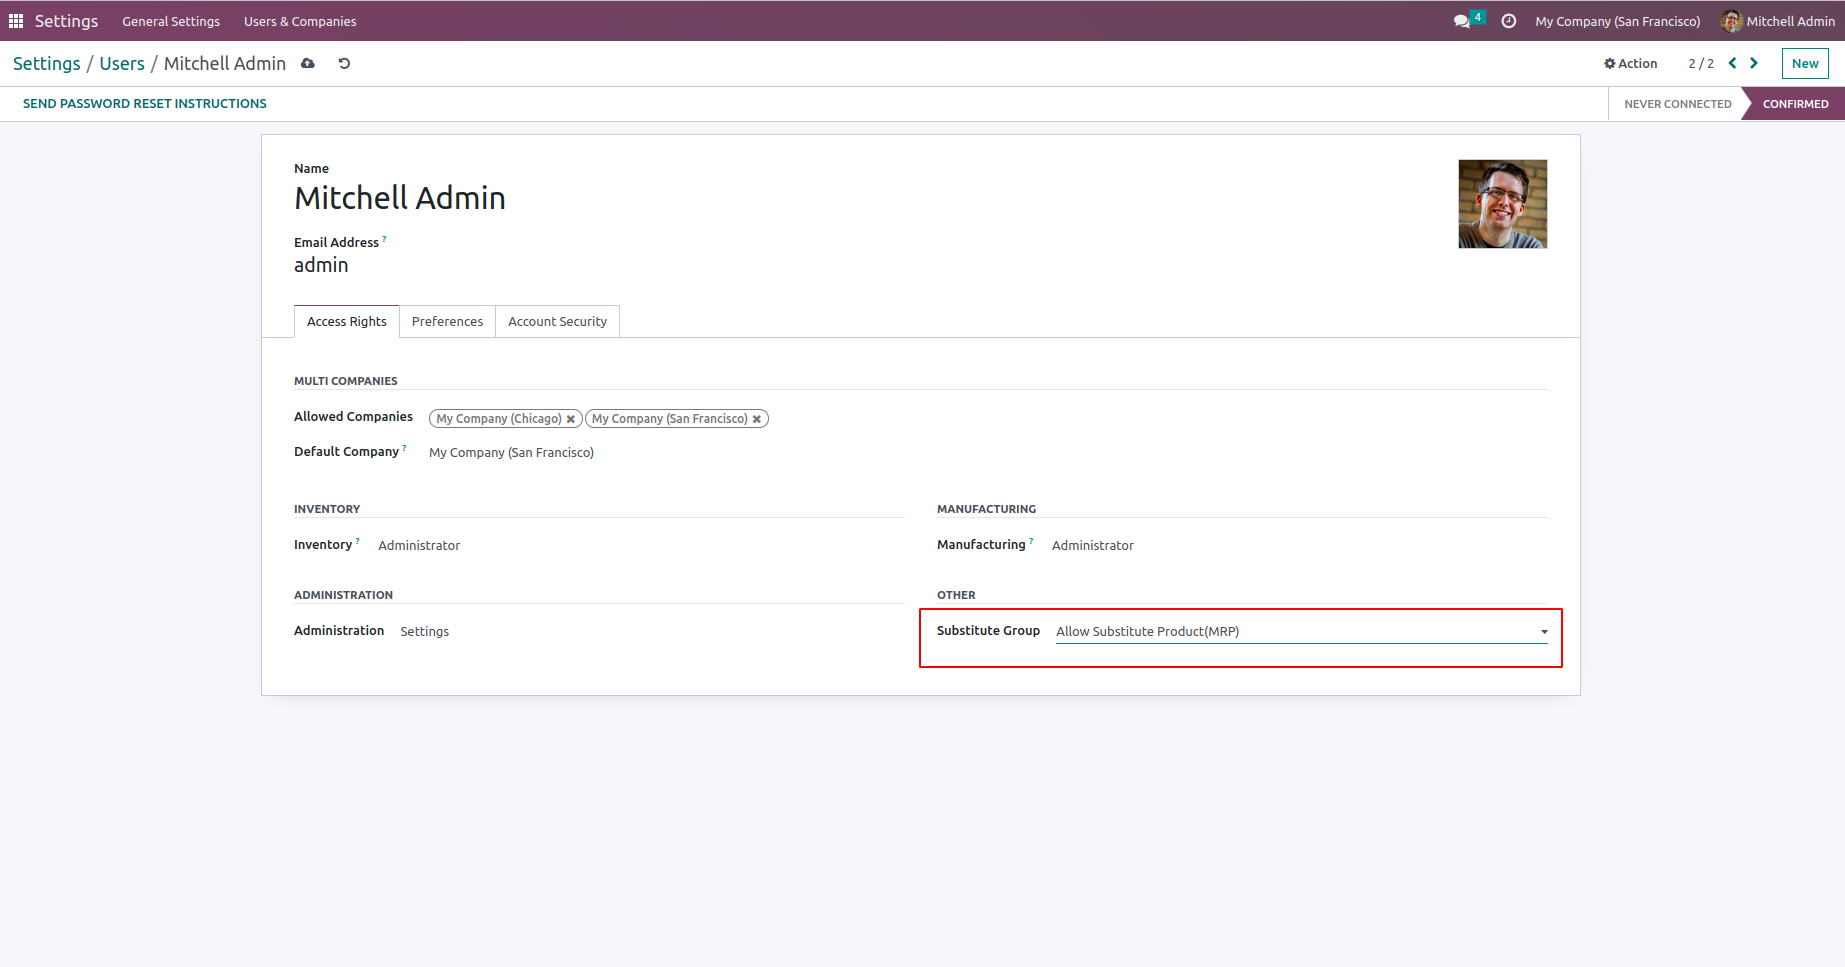 Settings General Settings Users & Companies 4 My Company (San Francisco) Mitchell Admin
Settings / Users / Mitchell Admin Action 2 / 2 New
SEND PASSWORD RESET INSTRUCTIONS NEVER CONNECTED CONFIRMED
Name
Mitchell Admin
Email Address ?
admin
Access Rights Preferences Account Security
MULTI COMPANIES
Allowed Companies My Company (Chicago) ✖ My Company (San Francisco) ✖
Default Company ? My Company (San Francisco)
INVENTORY MANUFACTURING
Inventory ? Administrator Manufacturing ? Administrator
ADMINISTRATION OTHER
Administration Settings Substitute Group Allow Substitute Product(MRP)